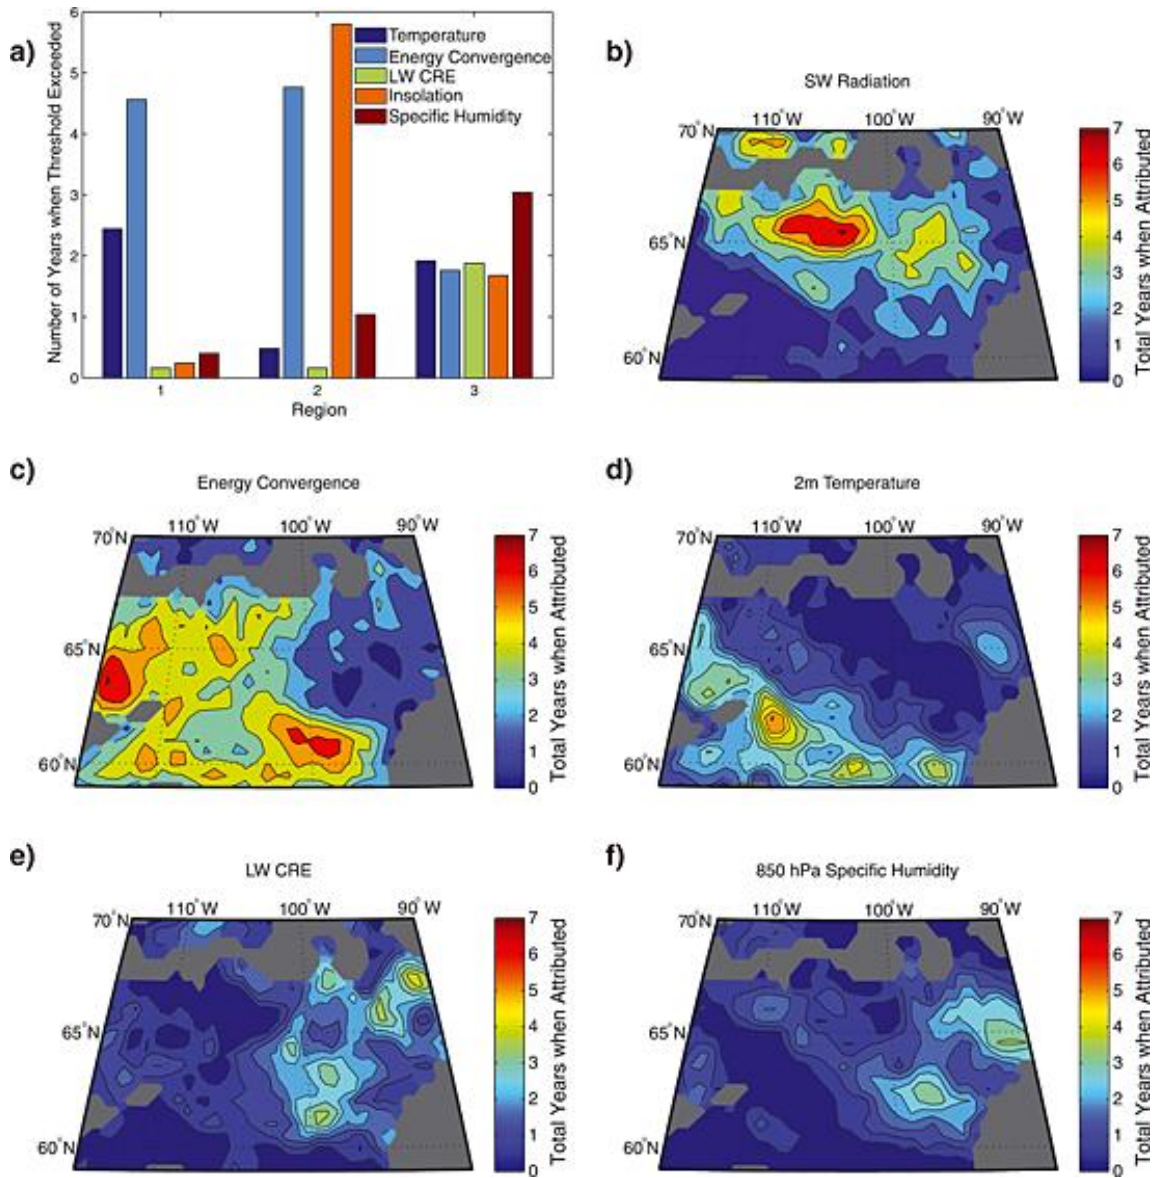 a)
Number of Years when Threshold Exceeded
6
5
4
3
2
1
0
Temperature
Energy Convergence
LW CRE
Insolation
Specific Humidity
1 2 3
Region
b)
SW Radiation
110°W 100°W 90°W
70°N
65°N
60°N
7
6
5
4
3
2
1
0
Total Years when Attributed
c)
Energy Convergence
110°W 100°W 90°W
70°N
65°N
60°N
7
6
5
4
3
2
1
0
Total Years when Attributed
d)
2m Temperature
110°W 100°W 90°W
70°N
65°N
60°N
7
6
5
4
3
2
1
0
Total Years when Attributed
e)
LW CRE
110°W 100°W 90°W
70°N
65°N
60°N
7
6
5
4
3
2
1
0
Total Years when Attributed
f)
850 hPa Specific Humidity
110°W 100°W 90°W
70°N
65°N
60°N
7
6
5
4
3
2
1
0
Total Years when Attributed